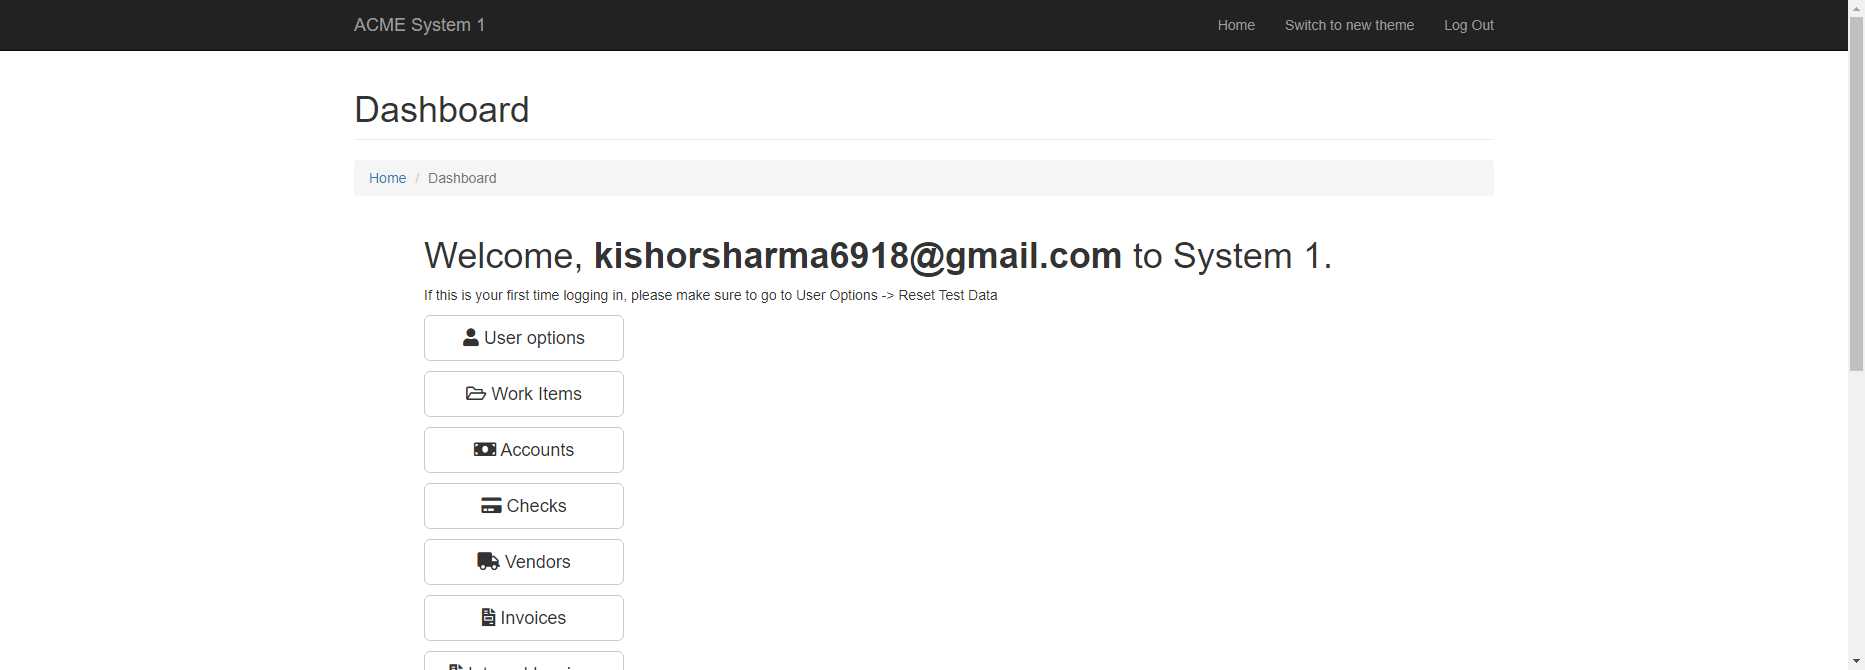 ACME System 1
Home
Switch to new theme
Log Out
Dashboard
Home / Dashboard
Welcome, kishorsharma6918@gmail.com to System 1.
If this is your first time logging in, please make sure to go to User Options -> Reset Test Data
User options
Work Items
Accounts
Checks
Vendors
Invoices